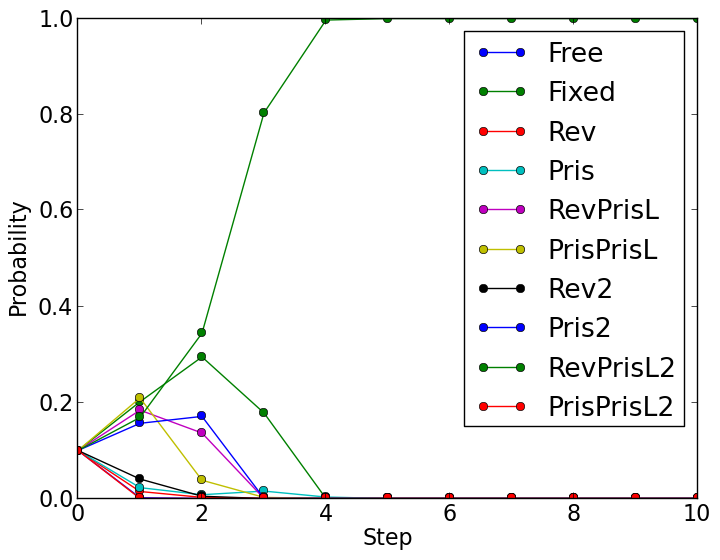 1.0
0.8
0.6
0.4
0.2
0.0
Probability
Free
Fixed
Rev
Pris
RevPrisL
PrisPrisL
Rev2
Pris2
RevPrisL2
PrisPrisL2
0 2 4 6 8 10
Step